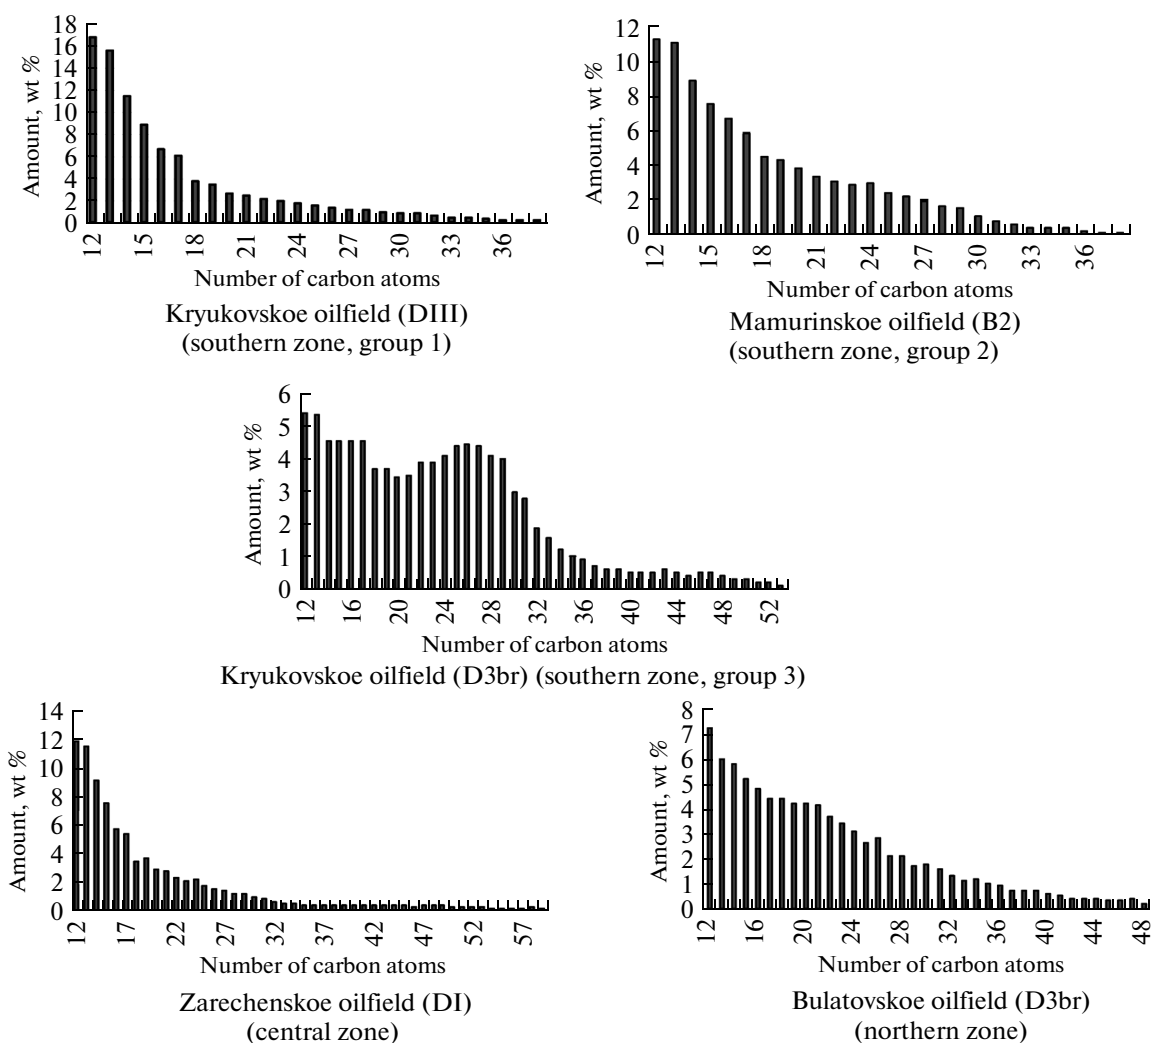 18
16
14
12
10
8
6
4
2
0
Amount, wt %
12 15 18 21 24 27 30 33 36
Number of carbon atoms
Kryukovskoe oilfield (DIII)
(southern zone, group 1)
12
10
8
6
4
2
0
Amount, wt %
12 15 18 21 24 27 30 33 36
Number of carbon atoms
Mamurinskoe oilfield (B2)
(southern zone, group 2)
6
5
4
3
2
1
0
Amount, wt %
12 16 20 24 28 32 36 40 44 48 52
Number of carbon atoms
Kryukovskoe oilfield (D3br) (southern zone, group 3)
14
12
10
8
6
4
2
0
Amount, wt %
12 17 22 27 32 37 42 47 52 57
Number of carbon atoms
Zarechenskoe oilfield (DI)
(central zone)
8
7
6
5
4
3
2
1
0
Amount, wt %
12 16 20 24 28 32 36 40 44 48
Number of carbon atoms
Bulatovskoe oilfield (D3br)
(northern zone)